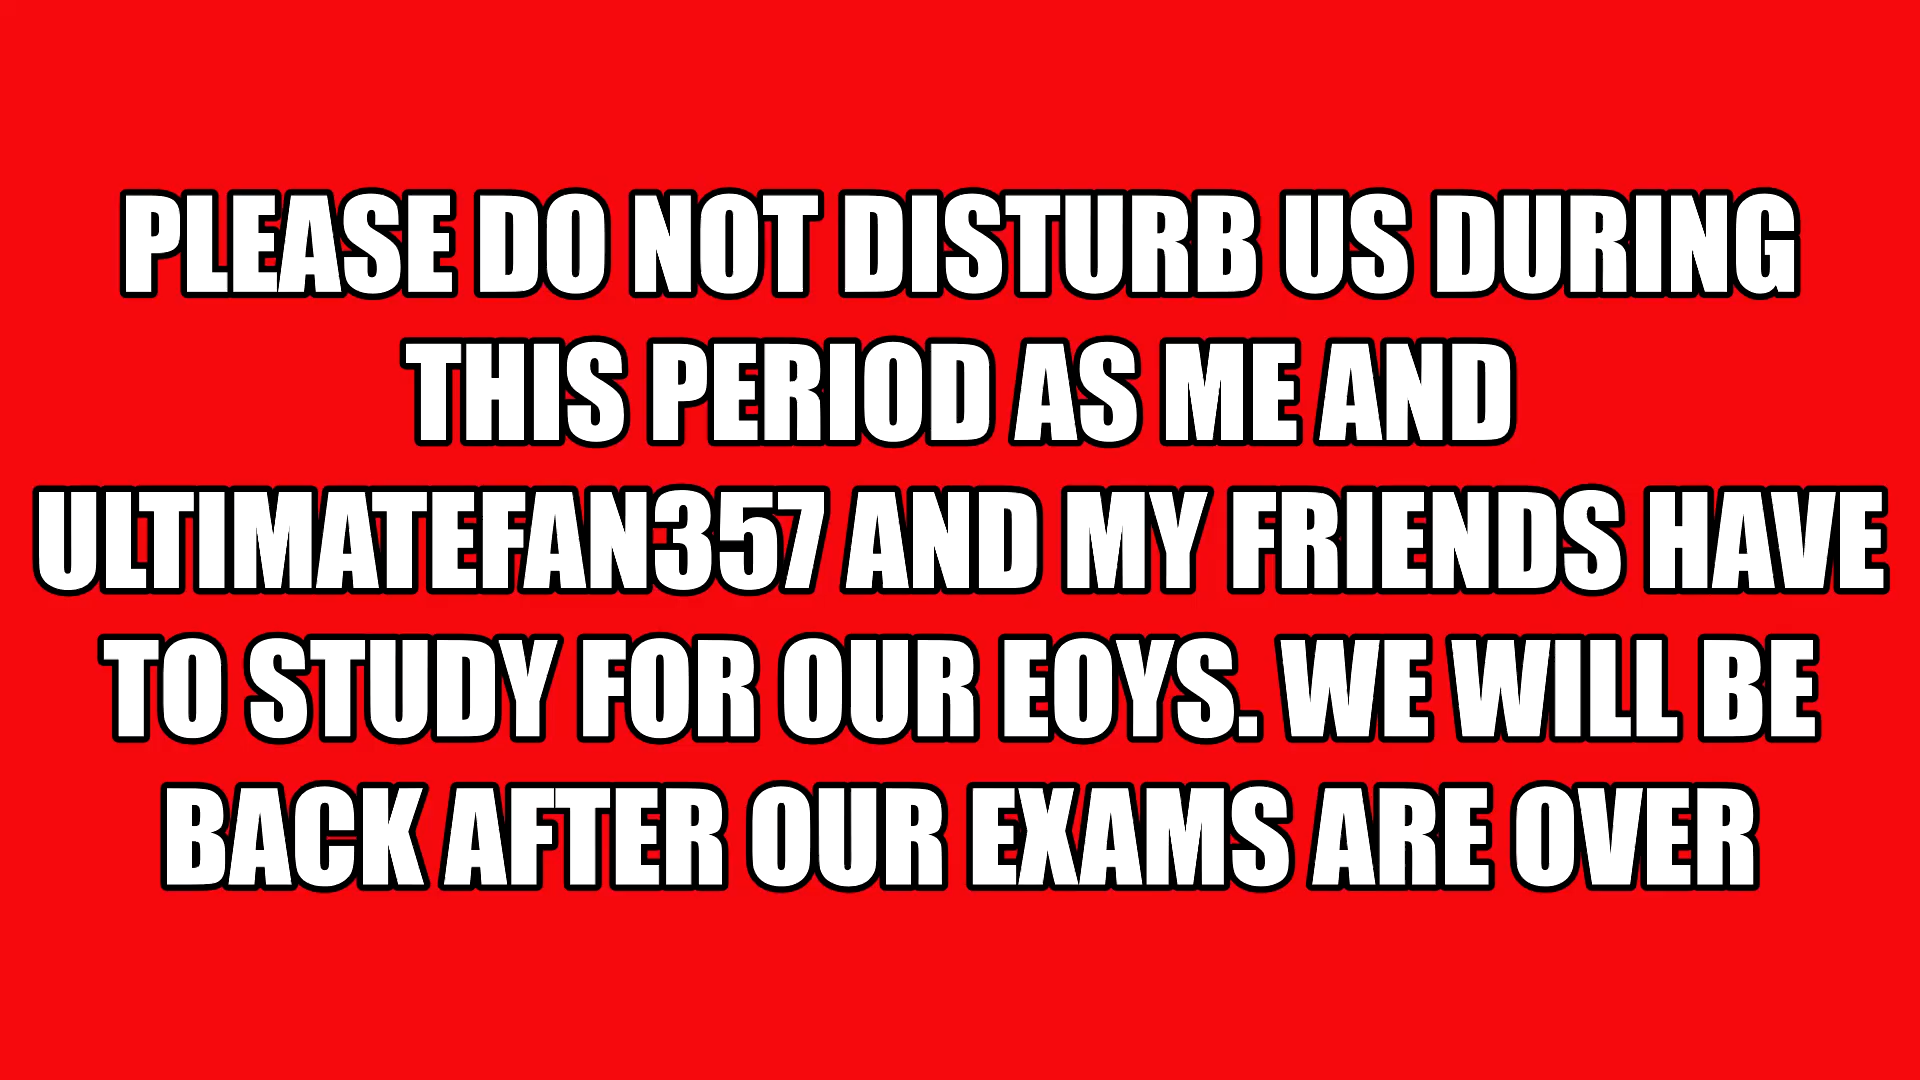 PLEASE DO NOT DISTURB US DURING
THIS PERIOD AS ME AND
ULTIMATEFAN357 AND MY FRIENDS HAVE
TO STUDY FOR OUR EOYS. WE WILL BE
BACK AFTER OUR EXAMS ARE OVER